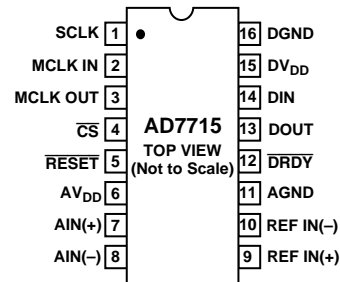 SCLK 1 16 DGND
MCLK IN 2 15 DVDD
MCLK OUT 3 14 DIN
CS 4 AD7715 13 DOUT
RESET 5 TOP VIEW (Not to Scale) 12 DRDY
AVDD 6 11 AGND
AIN(+) 7 10 REF IN(–)
AIN(–) 8 9 REF IN(+)